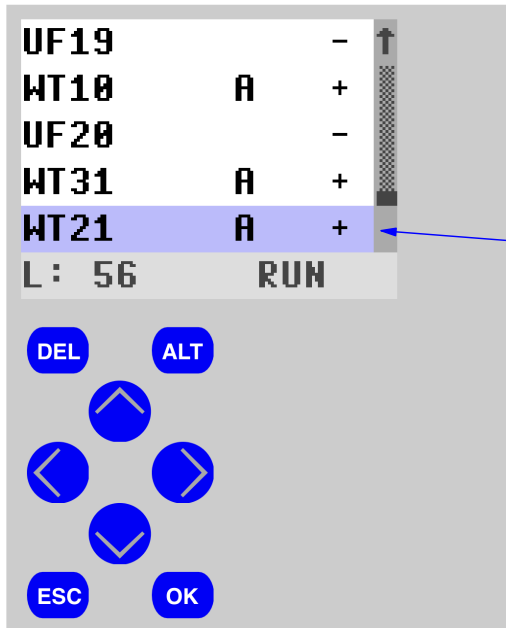 UF19 -
WT10 A +
UF20 -
WT31 A +
WT21 A +
L: 56 RUN
DEL ALT
ESC OK